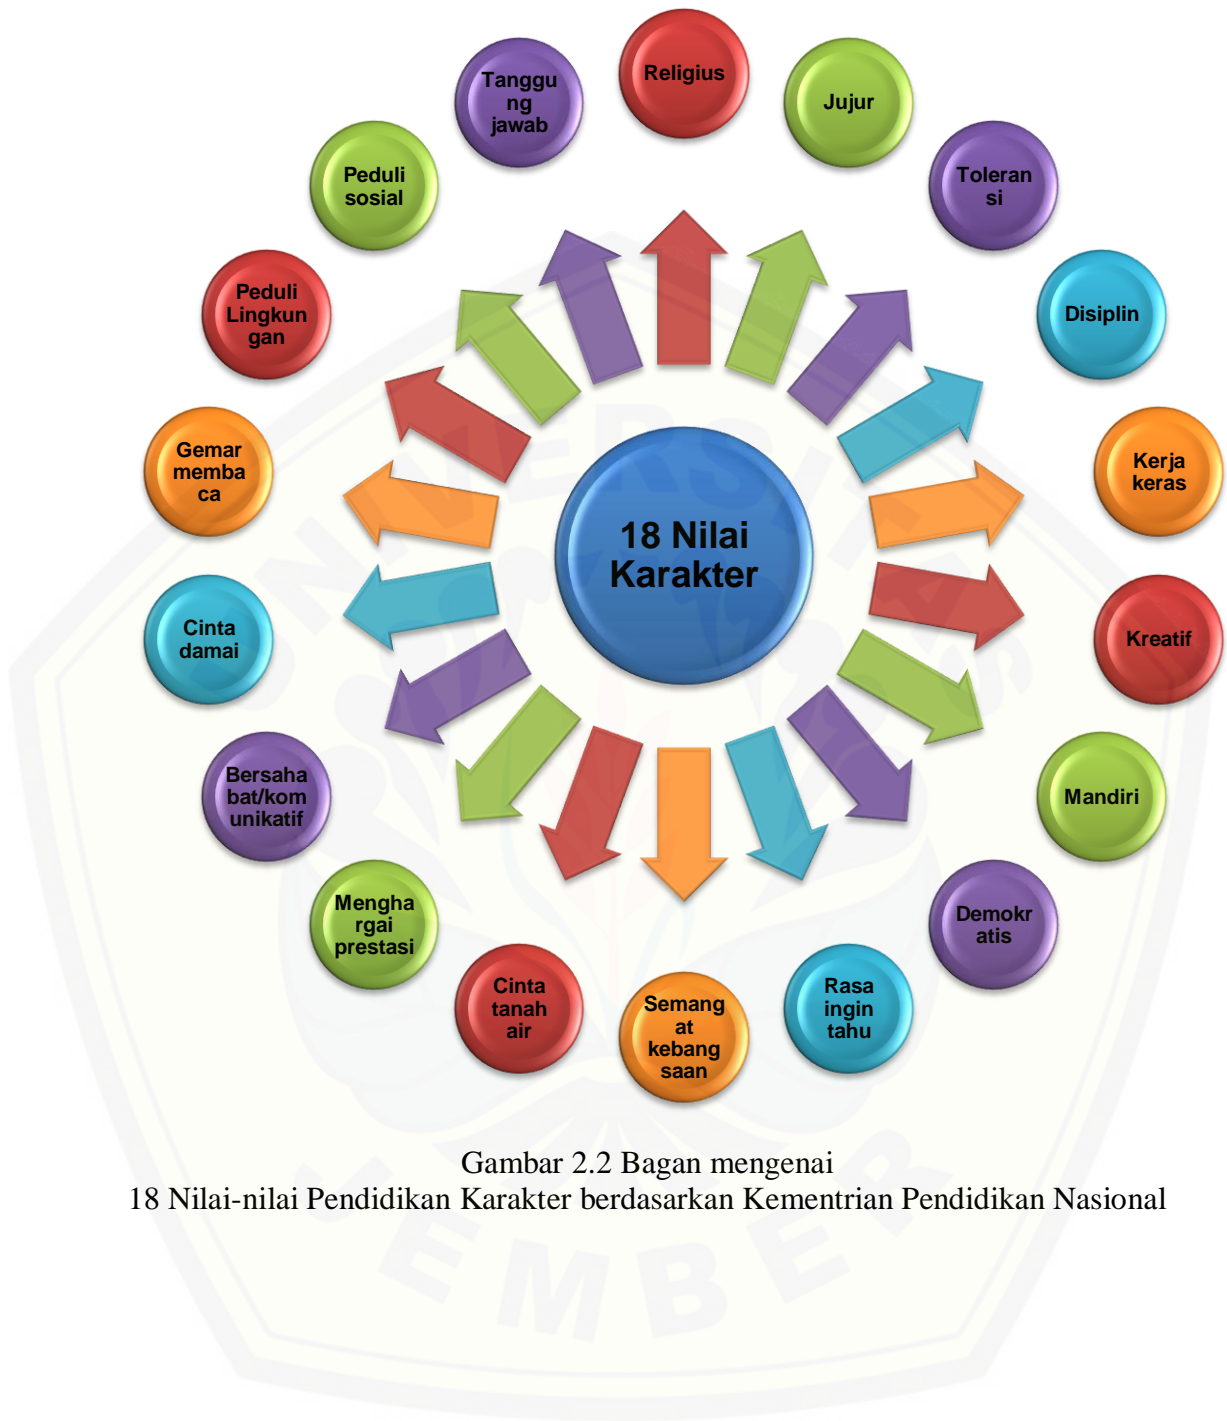 Religius
Jujur
Toleran
si
Disiplin
Kerja
keras
Kreatif
Mandiri
Demokr
atis
Rasa
ingin
tahu
Semang
at
kebang
saan
Cinta
tanah
air
Mengha
rgai
prestasi
Bersaha
bat/kom
unikatif
Cinta
damai
Gemar
memba
ca
Peduli
Lingkun
gan
Peduli
sosial
Tanggu
ng
jawab
18 Nilai
Karakter
Gambar 2.2 Bagan mengenai
18 Nilai-nilai Pendidikan Karakter berdasarkan Kementrian Pendidikan Nasional
UNIVERSITAS
JEMBER